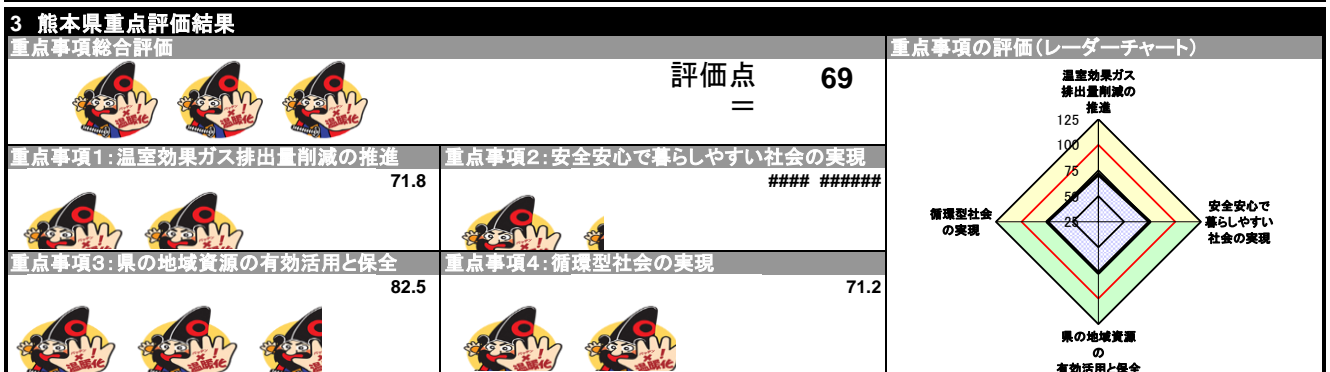 3 熊本県重点評価結果
重点事項総合評価
評価点
＝
69
重点事項1：温室効果ガス排出量削減の推進
71.8
重点事項2：安全安心で暮らしやすい社会の実現
#### ######
重点事項3：県の地域資源の有効活用と保全
82.5
重点事項4：循環型社会の実現
71.2
重点事項の評価（レーダーチャート）
温室効果ガス
排出量削減の
推進
125
100
75
50
25
循環型社会
の実現
安全安心で
暮らしやすい
社会の実現
県の地域資源
の
有効活用と保全